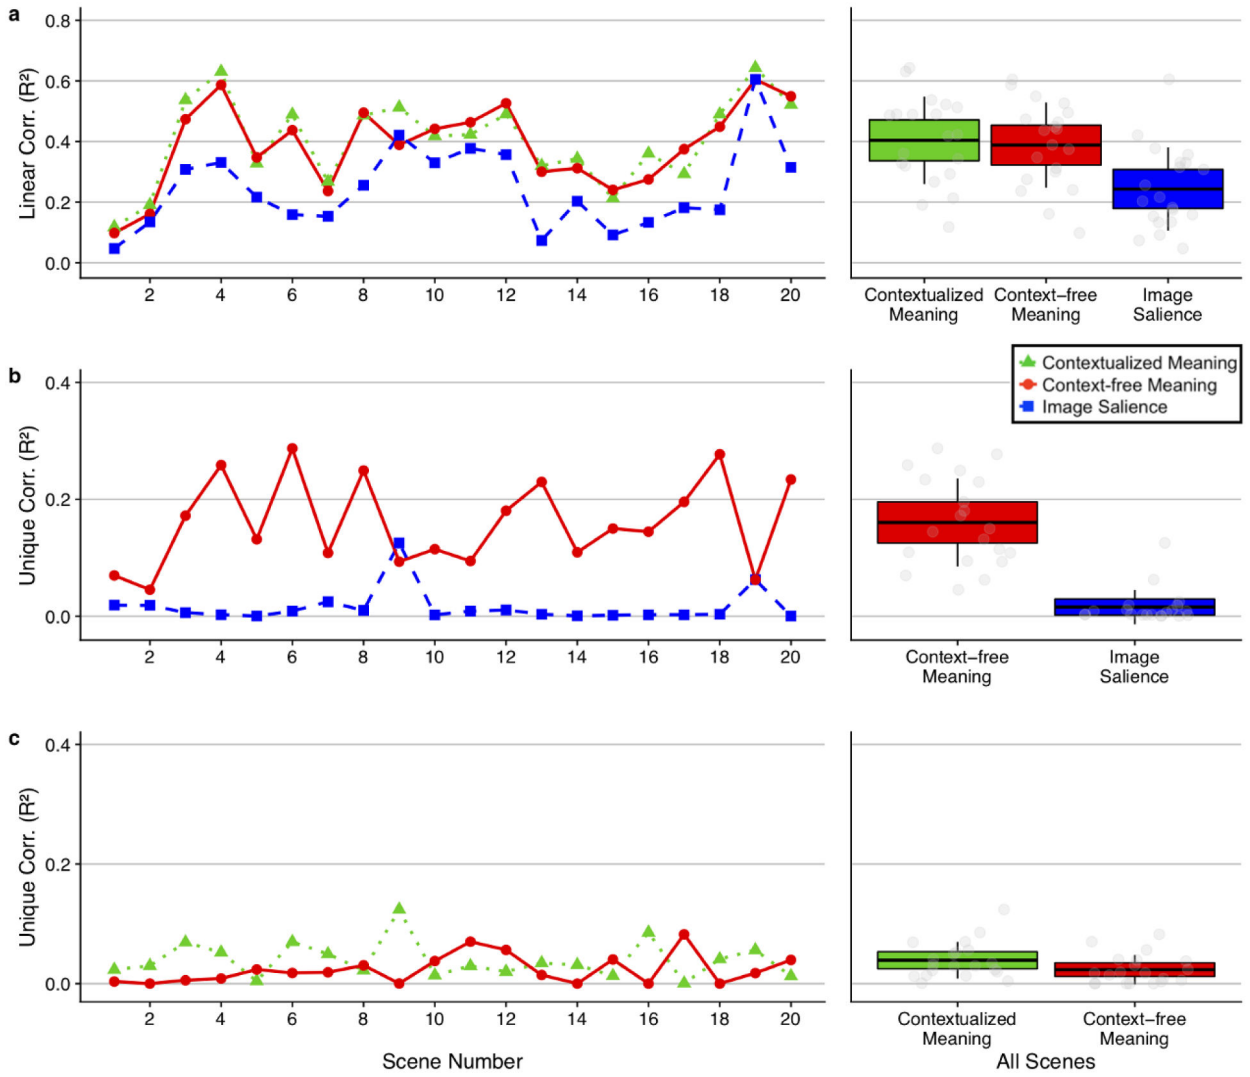 a
Linear Corr. (R²)
0.8
0.6
0.4
0.2
0.0
2 4 6 8 10 12 14 16 18 20
Contextualized Meaning
Context−free Meaning
Image Salience
b
Unique Corr. (R²)
0.4
0.2
0.0
2 4 6 8 10 12 14 16 18 20
Contextualized Meaning
Context-free Meaning
Image Salience
Context−free Meaning
Image Salience
c
Unique Corr. (R²)
0.4
0.2
0.0
2 4 6 8 10 12 14 16 18 20
Contextualized Meaning
Context−free Meaning
Scene Number
All Scenes